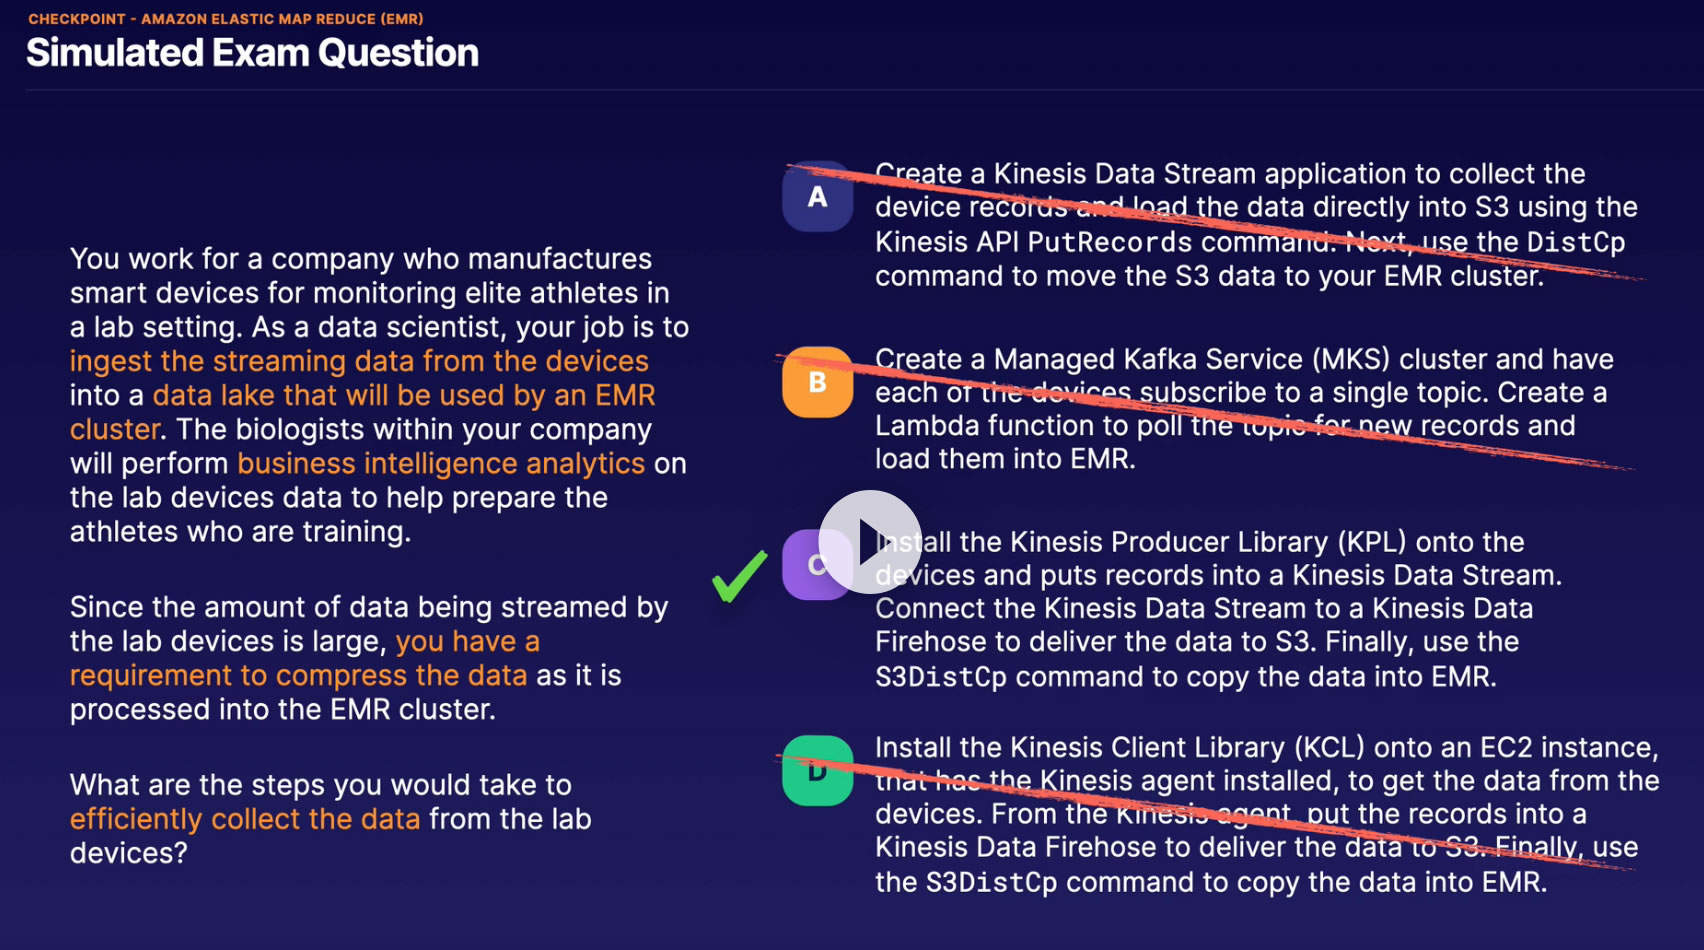 CHECKPOINT - AMAZON ELASTIC MAP REDUCE (EMR)
Simulated Exam Question
You work for a company who manufactures
smart devices for monitoring elite athletes in
a lab setting. As a data scientist, your job is to
ingest the streaming data from the devices
into a data lake that will be used by an EMR
cluster. The biologists within your company
will perform business intelligence analytics on
the lab devices data to help prepare the
athletes who are training.
Since the amount of data being streamed by
the lab devices is large, you have a
requirement to compress the data as it is
processed into the EMR cluster.
What are the steps you would take to
efficiently collect the data from the lab
devices?
A
Create a Kinesis Data Stream application to collect the
device records and load the data directly into S3 using the
Kinesis API PutRecords command. Next, use the DistCp
command to move the S3 data to your EMR cluster.
B
Create a Managed Kafka Service (MKS) cluster and have
each of the devices subscribe to a single topic. Create a
Lambda function to poll the topic for new records and
load them into EMR.
C
Install the Kinesis Producer Library (KPL) onto the
devices and puts records into a Kinesis Data Stream.
Connect the Kinesis Data Stream to a Kinesis Data
Firehose to deliver the data to S3. Finally, use the
S3DistCp command to copy the data into EMR.
D
Install the Kinesis Client Library (KCL) onto an EC2 instance,
that has the Kinesis agent installed, to get the data from the
devices. From the Kinesis agent, put the records into a
Kinesis Data Firehose to deliver the data to S3. Finally, use
the S3DistCp command to copy the data into EMR.